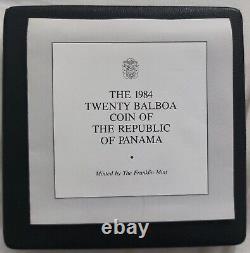 THE 1984
TWENTY BALBOA
COIN OF
THE REPUBLIC
OF PANAMA
Minted by The Franklin Mint